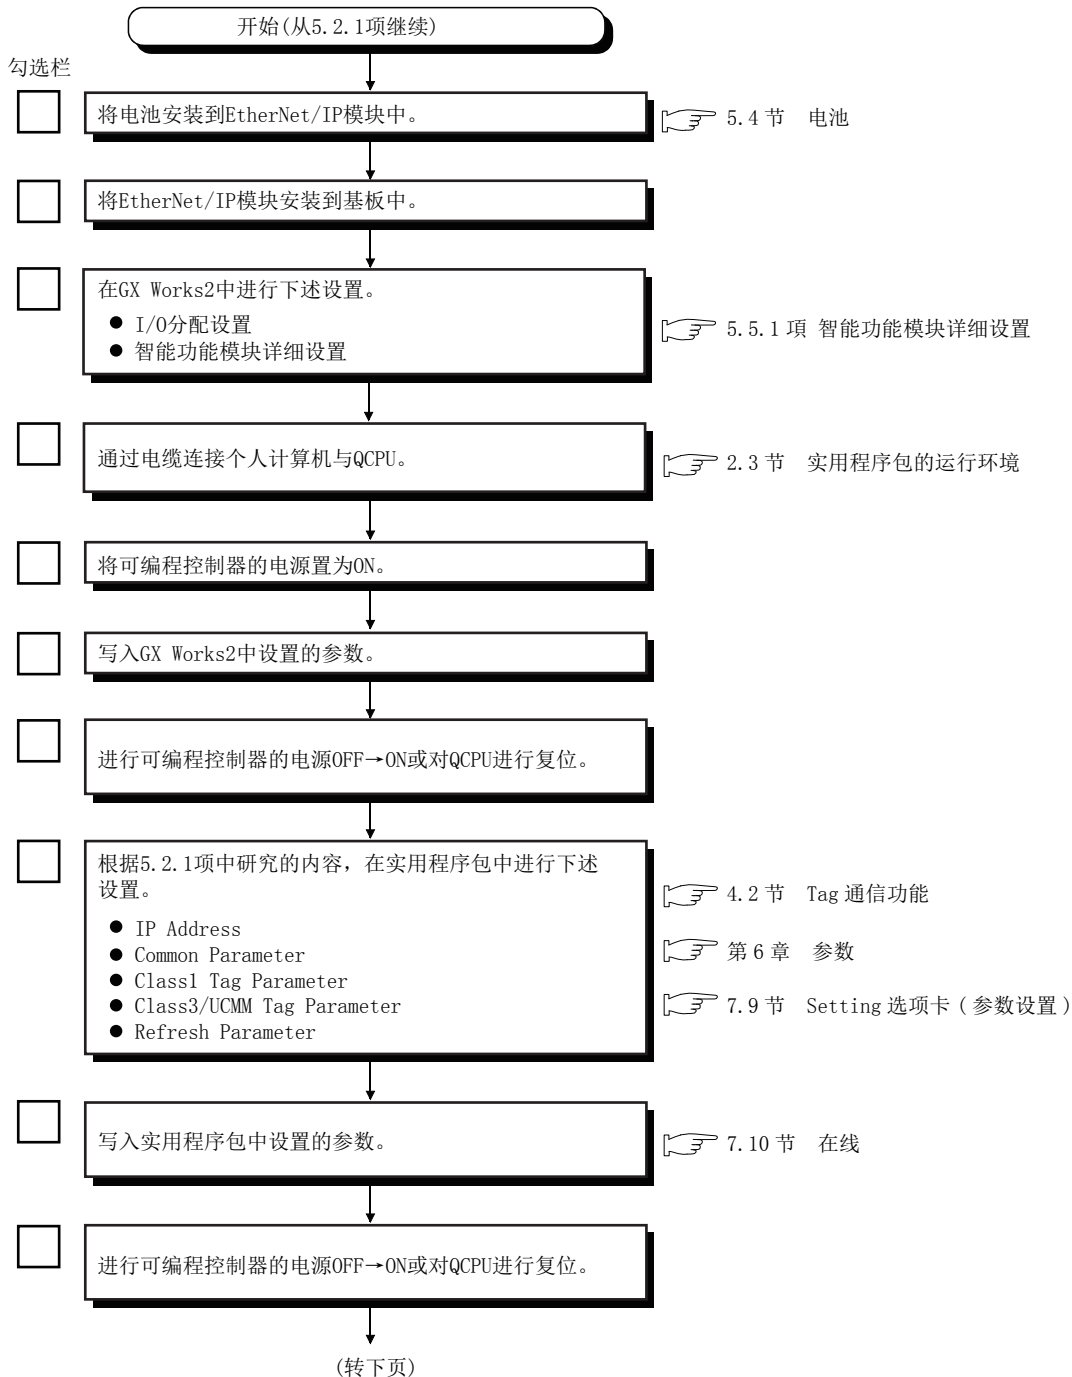 开始(从5.2.1项继续)
勾选栏
将电池安装到EtherNet/IP模块中。
5.4 节 电池
将EtherNet/IP模块安装到基板中。
在GX Works2中进行下述设置。
● I/O分配设置
● 智能功能模块详细设置
5.5.1 項 智能功能模块详细设置
通过电缆连接个人计算机与QCPU。
2.3 节 实用程序包的运行环境
将可编程控制器的电源置为ON。
写入GX Works2中设置的参数。
进行可编程控制器的电源OFF→ON或对QCPU进行复位。
根据5.2.1项中研究的内容，在实用程序包中进行下述
设置。
● IP Address
● Common Parameter
● Class1 Tag Parameter
● Class3/UCMM Tag Parameter
● Refresh Parameter
4.2 节 Tag 通信功能
第 6 章 参数
7.9 节 Setting 选项卡 ( 参数设置 )
写入实用程序包中设置的参数。
7.10 节 在线
进行可编程控制器的电源OFF→ON或对QCPU进行复位。
(转下页)